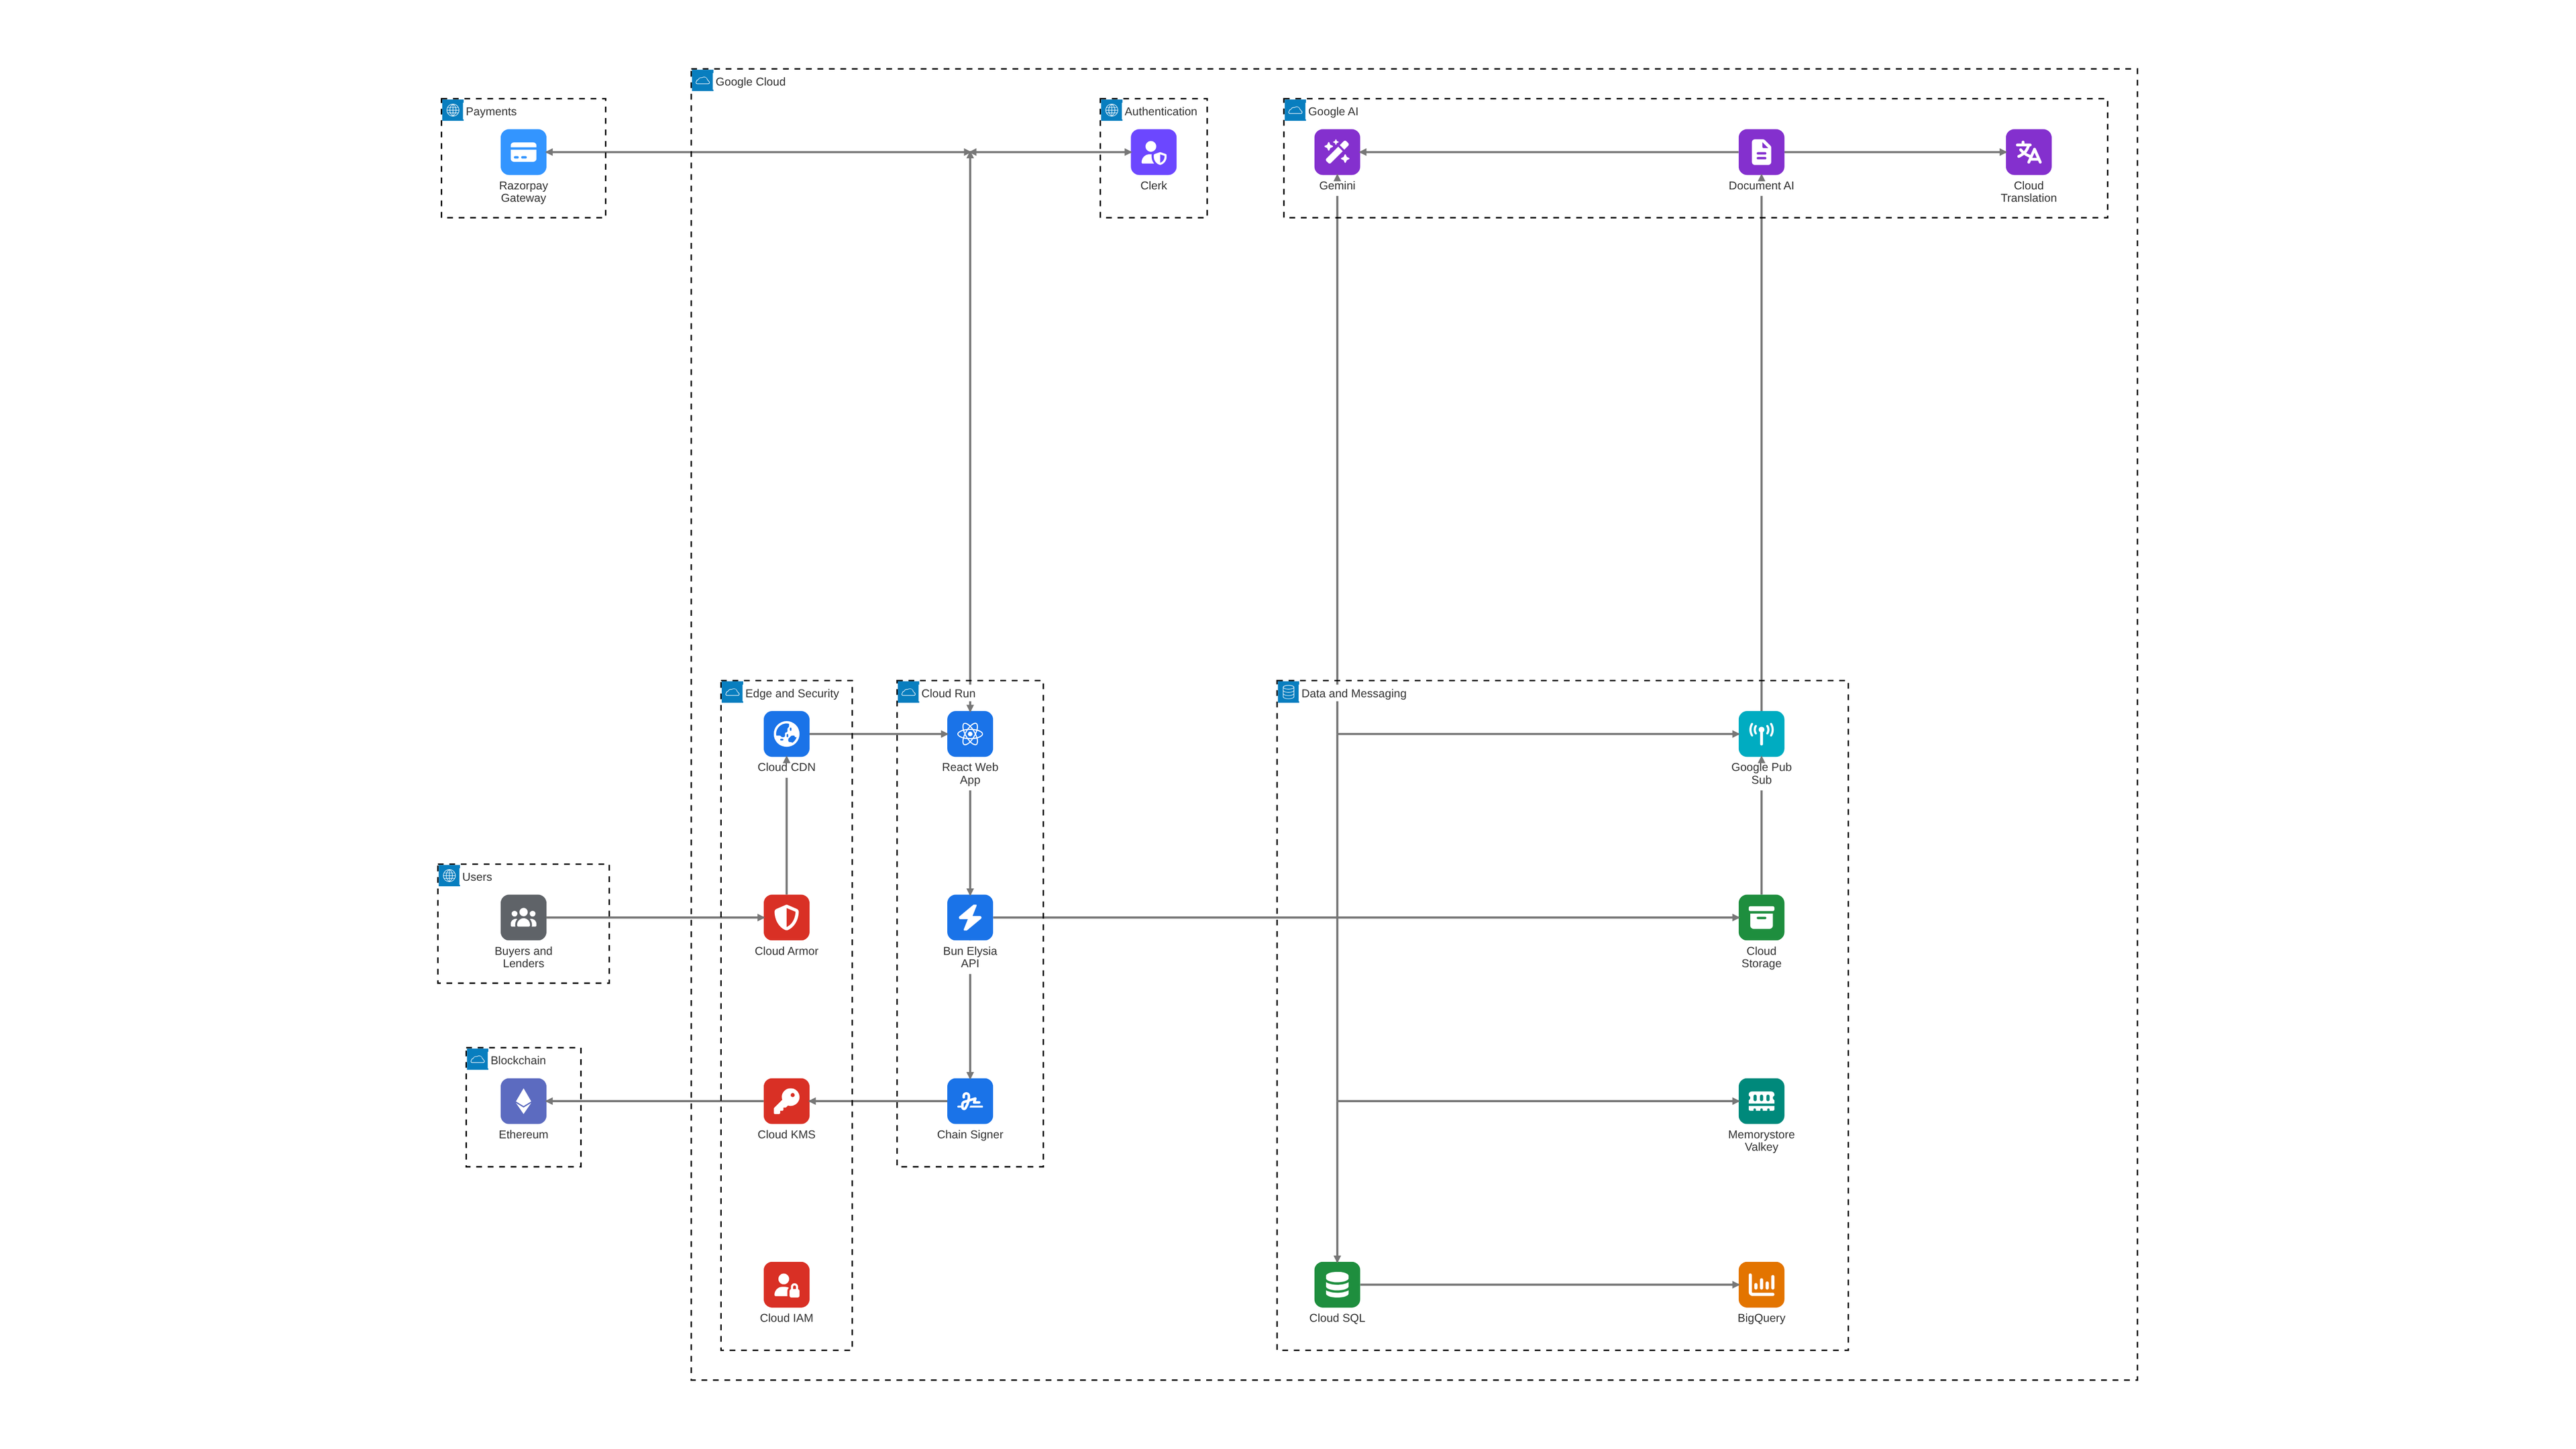 Google Cloud
Payments
Authentication
Google AI
Razorpay
Gateway
Clerk
Gemini
Document AI
Cloud
Translation
Edge and Security
Cloud Run
Data and Messaging
Cloud CDN
React Web
App
Google Pub
Sub
Users
Buyers and
Lenders
Cloud Armor
Bun Elysia
API
Cloud
Storage
Blockchain
Ethereum
Cloud KMS
Chain Signer
Memorystore
Valkey
Cloud IAM
Cloud SQL
BigQuery